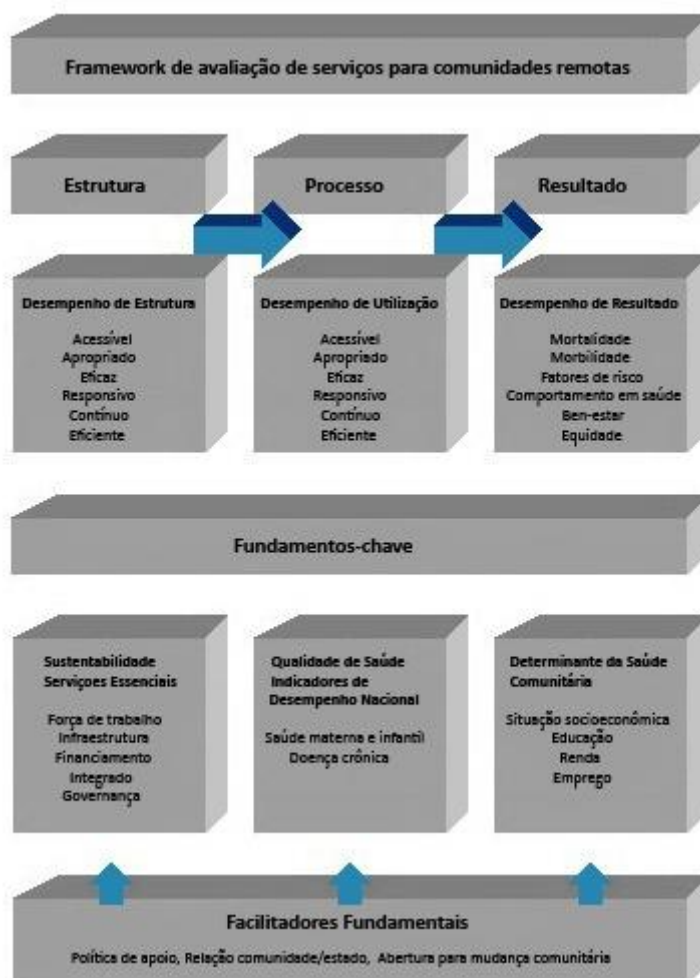 Framework de avaliação de serviços para comunidades remotas
Estrutura
Processo
Resultado
Desempenho de Estrutura
Acessível
Apropriado
Eficaz
Responsivo
Contínuo
Eficiente
Desempenho de Utilização
Acessível
Apropriado
Eficaz
Responsivo
Contínuo
Eficiente
Desempenho de Resultado
Mortalidade
Morbilidade
Fatores de risco
Comportamento em saúde
Ben-estar
Equidade
Fundamentos-chave
Sustentabilidade
Serviçoes Essenciais
Força de trabalho
Infraestrutura
Financiamento
Integrado
Governança
Qualidade de Saúde
Indicadores de
Desempenho Nacional
Saúde materna e infantil
Doença crônica
Determinante da Saúde
Comunitária
Situação socioeconômica
Educação
Renda
Emprego
Facilitadores Fundamentais
Política de apoio, Relação comunidade/estado, Abertura para mudança comunitária